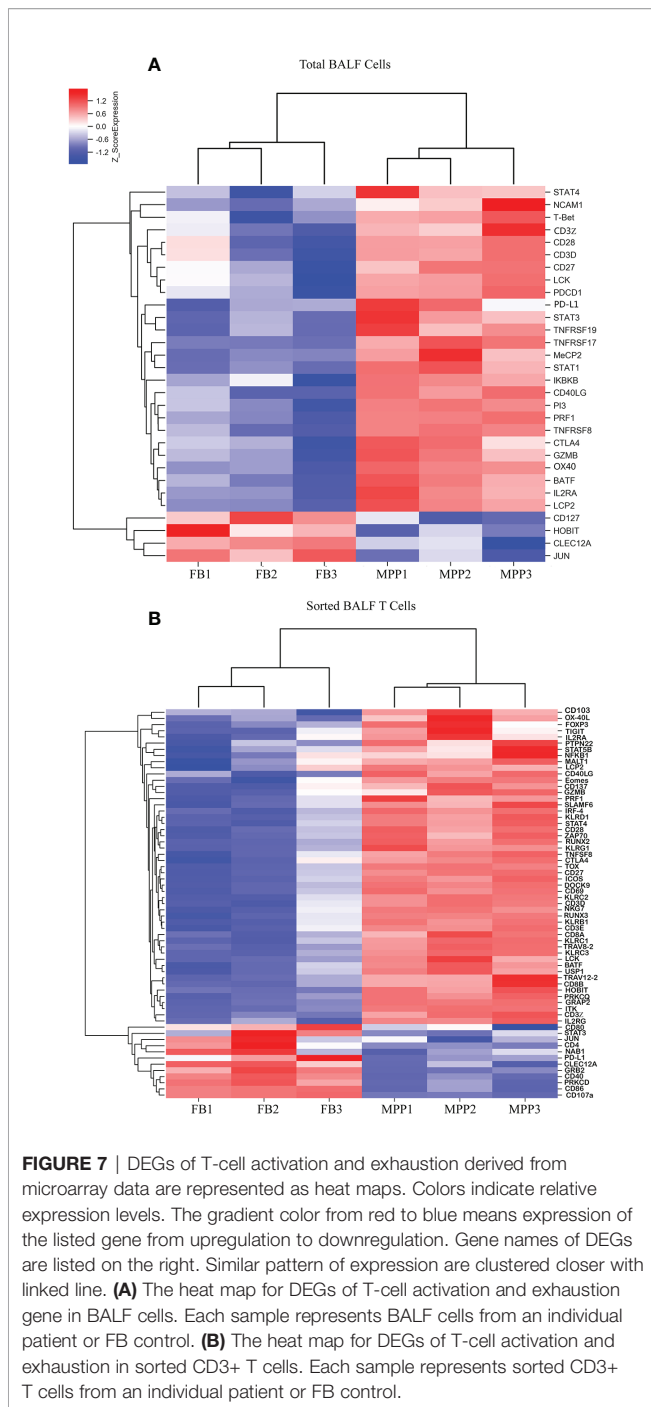 A
Total BALF Cells
1.2
0.6
0.0
-0.6
-1.2
Z_ScoreExpression
STAT4
NCAM1
T-Bet
CD3Z
CD28
CD3D
CD27
LCK
PDCD1
PD-L1
STAT3
TNFRSF19
TNFRSF17
MeCP2
STAT1
IKBKB
CD40LG
PI3
PRF1
TNFRSF8
CTLA4
GZMB
OX40
BATF
IL2RA
LCP2
CD127
HOBIT
CLEC12A
JUN
FB1 FB2 FB3 MPP1 MPP2 MPP3
B
Sorted BALF T Cells
CD103
OX-40L
FOXP3
TIGIT
IL2RA
PTPN22
STAT5B
NFKB1
MALT1
LCP2
CD40LG
Eomes
CD137
GZMB
PRF1
SLAMF6
IRF-4
KLRD1
STAT4
CD28
ZAP70
RUNX2
KLRG1
TNFSF8
CTLA4
TOX
CD27
ICOS
DOCK9
CD69
KLRC2
CD3D
NKG7
RUNX3
KLRB1
CD3E
CD8A
KLRC1
TRAV8-2
KLRC3
LCK
BATF
USP1
TRAV12-2
CD8B
HOBIT
PRKCQ
GRAP2
ITK
CD3Z
IL2RG
CD80
STAT3
JUN
CD4
NAB1
PD-L1
CLEC12A
GRB2
CD40
PRKCD
CD86
CD107a
FB1 FB2 FB3 MPP1 MPP2 MPP3
FIGURE 7 | DEGs of T-cell activation and exhaustion derived from
microarray data are represented as heat maps. Colors indicate relative
expression levels. The gradient color from red to blue means expression of
the listed gene from upregulation to downregulation. Gene names of DEGs
are listed on the right. Similar pattern of expression are clustered closer with
linked line. (A) The heat map for DEGs of T-cell activation and exhaustion
gene in BALF cells. Each sample represents BALF cells from an individual
patient or FB control. (B) The heat map for DEGs of T-cell activation and
exhaustion in sorted CD3+ T cells. Each sample represents sorted CD3+
T cells from an individual patient or FB control.